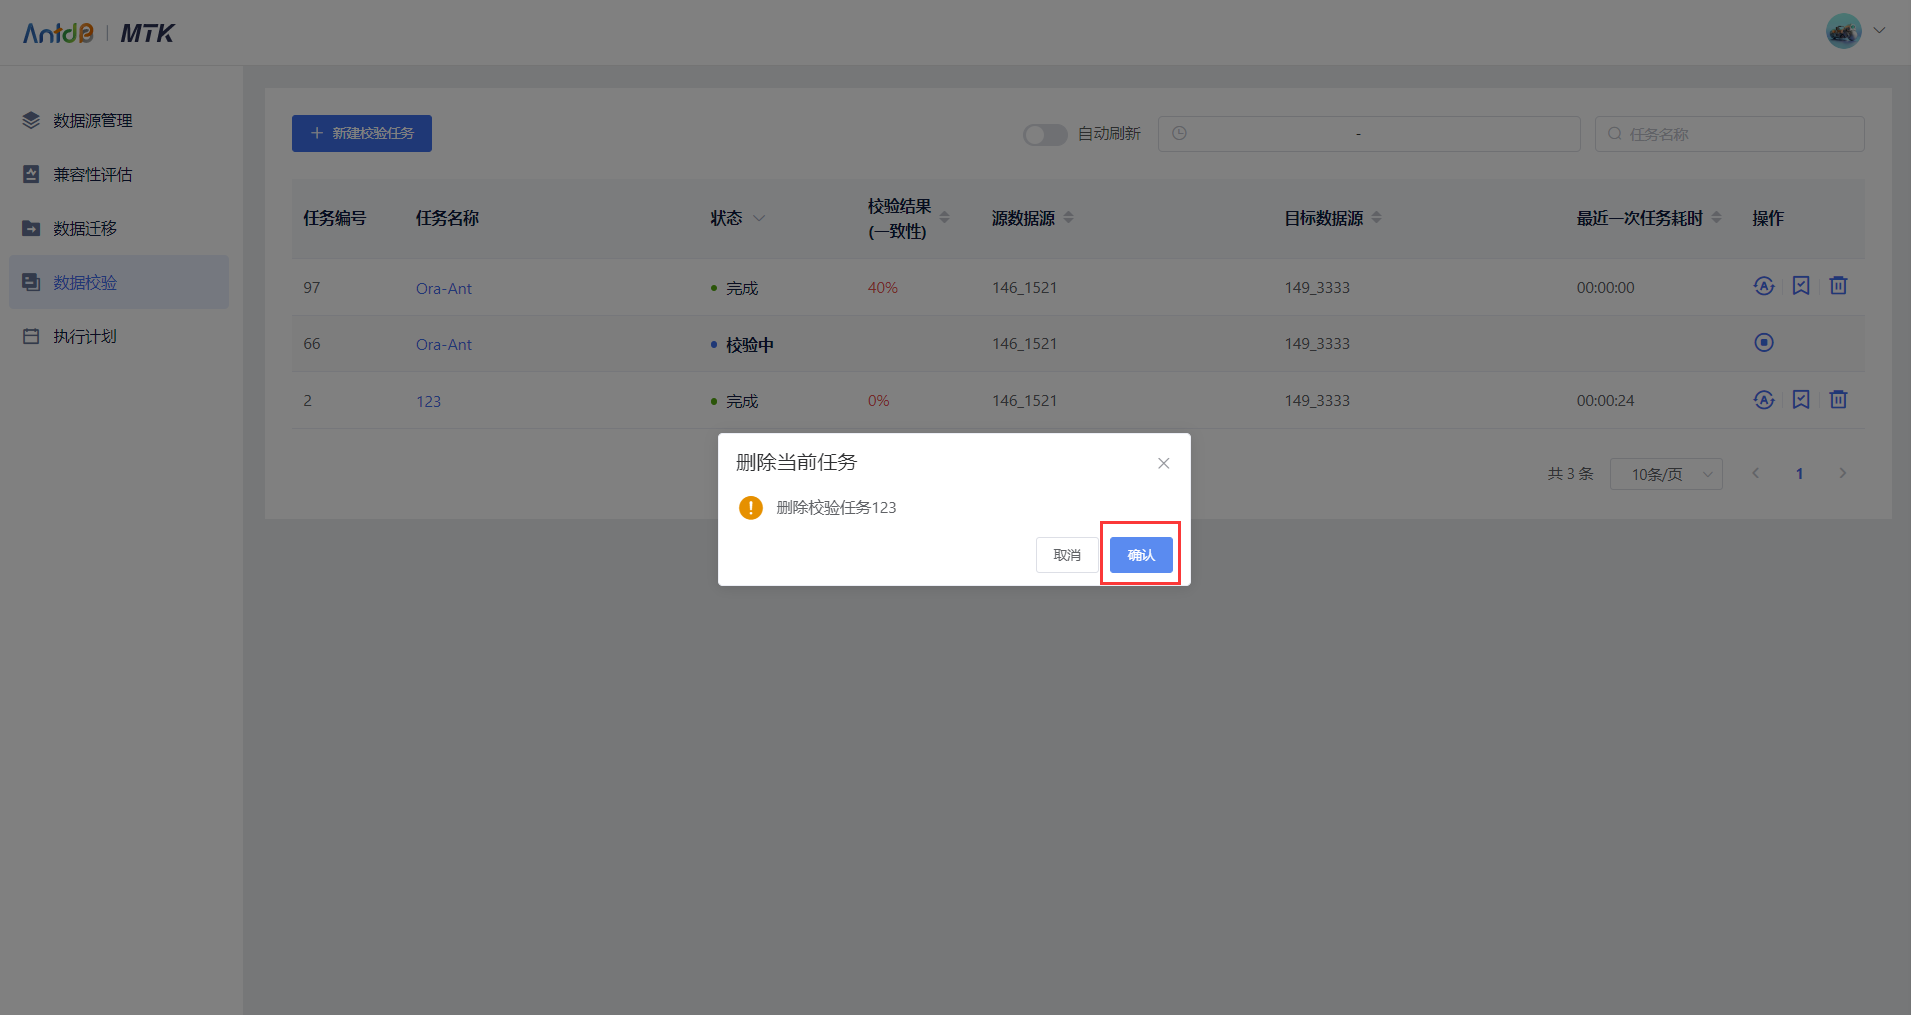 AntdB | MTK
数据源管理
兼容性评估
数据迁移
数据校验
执行计划
新建校验任务
自动刷新
-
任务名称
任务编号 任务名称 状态 校验结果 (一致性) 源数据源 目标数据源 最近一次任务耗时 操作
97 Ora-Ant 完成 40% 146_1521 149_3333 00:00:00
66 Ora-Ant 校验中 146_1521 149_3333
2 123 完成 0% 146_1521 149_3333 00:00:24
共 3 条 10条/页 1
删除当前任务
删除校验任务123
取消 确认